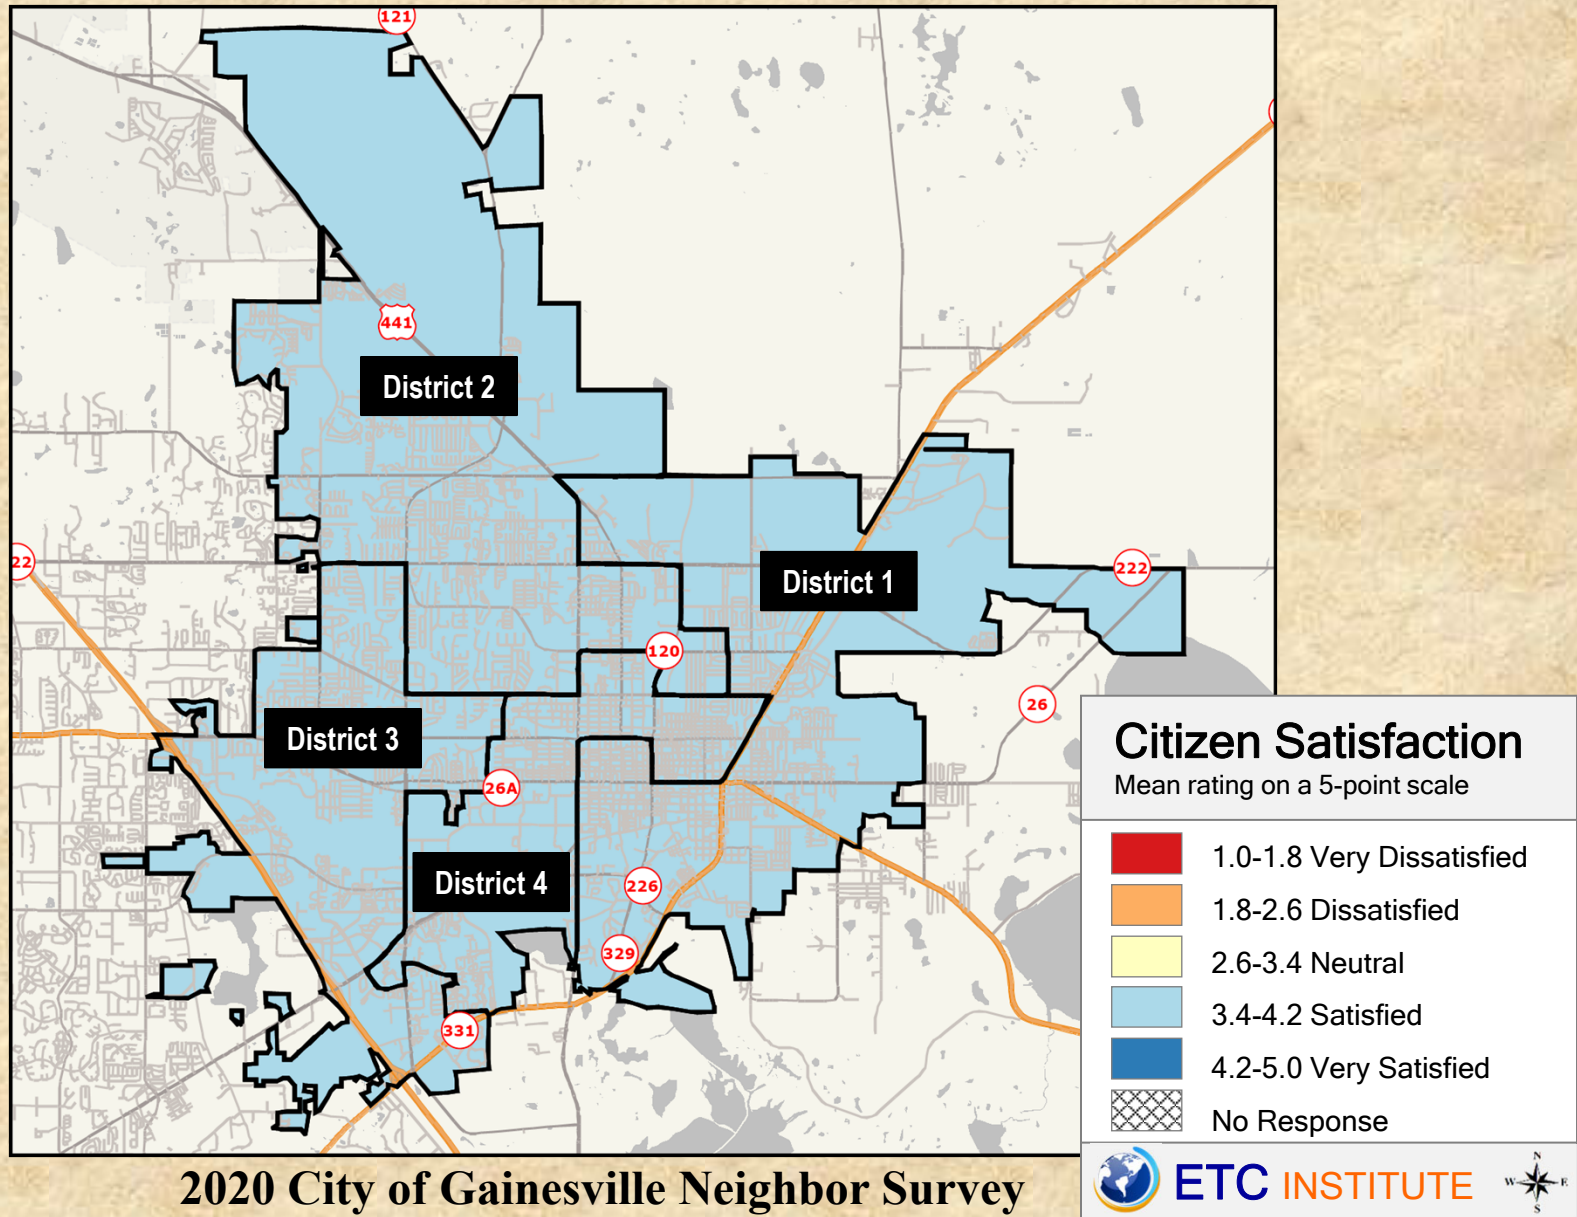 121
441
District 2
District 1
222
22
120
26
District 3
26A
District 4
226
329
331
Citizen Satisfaction
Mean rating on a 5-point scale
1.0-1.8 Very Dissatisfied
1.8-2.6 Dissatisfied
2.6-3.4 Neutral
3.4-4.2 Satisfied
4.2-5.0 Very Satisfied
No Response
2020 City of Gainesville Neighbor Survey
ETC INSTITUTE
N
W E
S